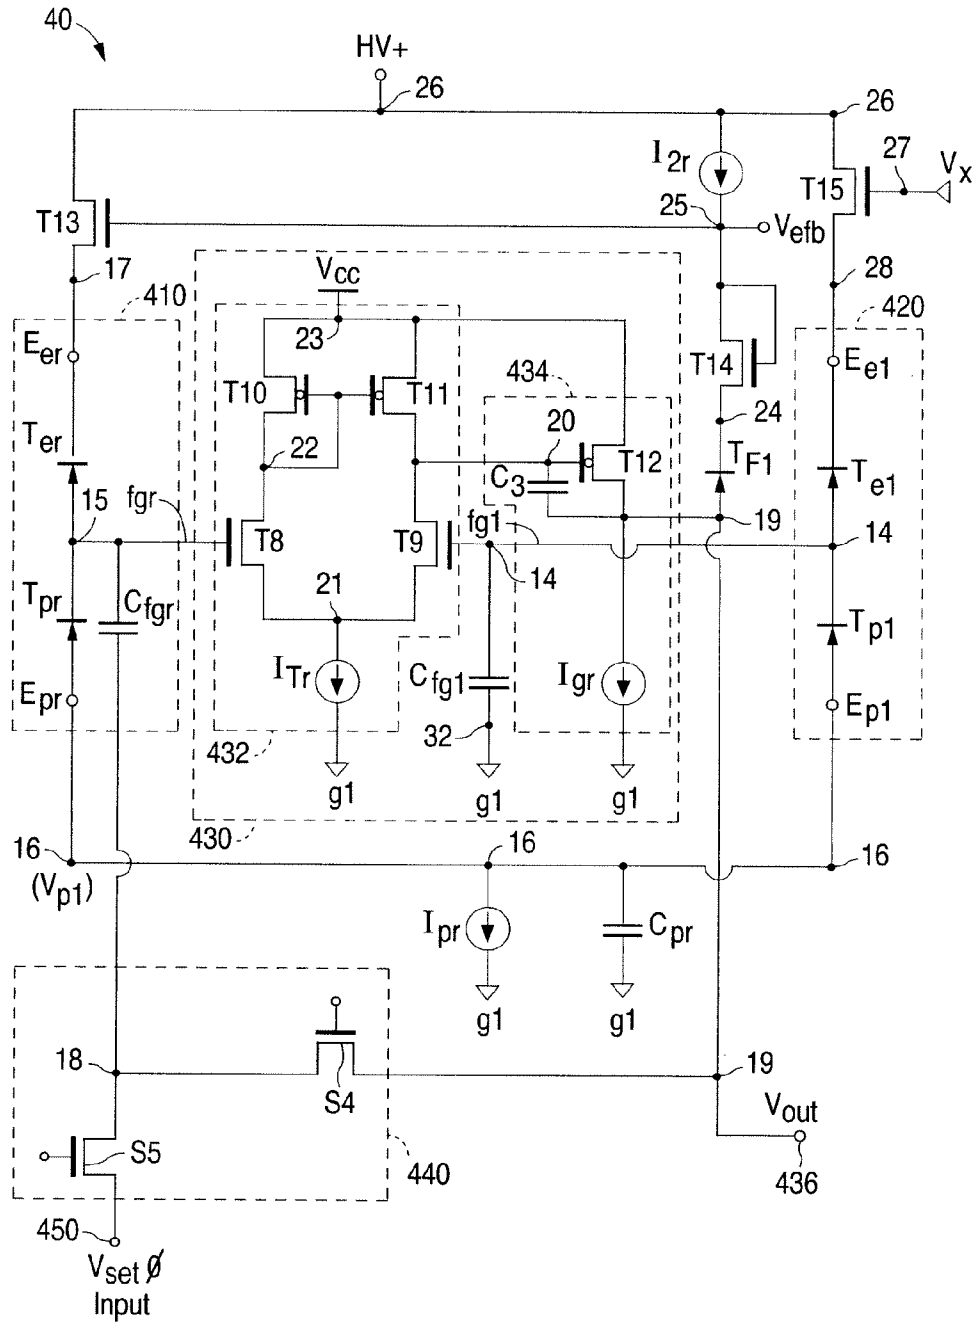 40
HV+
26
26
I2r
27
Vx
T13
T15
25
Vefb
17
410
Vcc
28
23
420
Eer
T14
Ee1
T10
T11
434
24
Ter
22
20
T12
TF1
C3
Te1
15
fgr
fg1
19
T8
T9
14
14
Tpr
Cfgr
21
Tp1
ITr
Cfg1
Igr
Epr
32
Ep1
432
g1
g1
g1
430
16
16
16
(Vp1)
Ipr
Cpr
g1
g1
18
19
S4
Vout
S5
440
436
450
Vset ϕ
Input